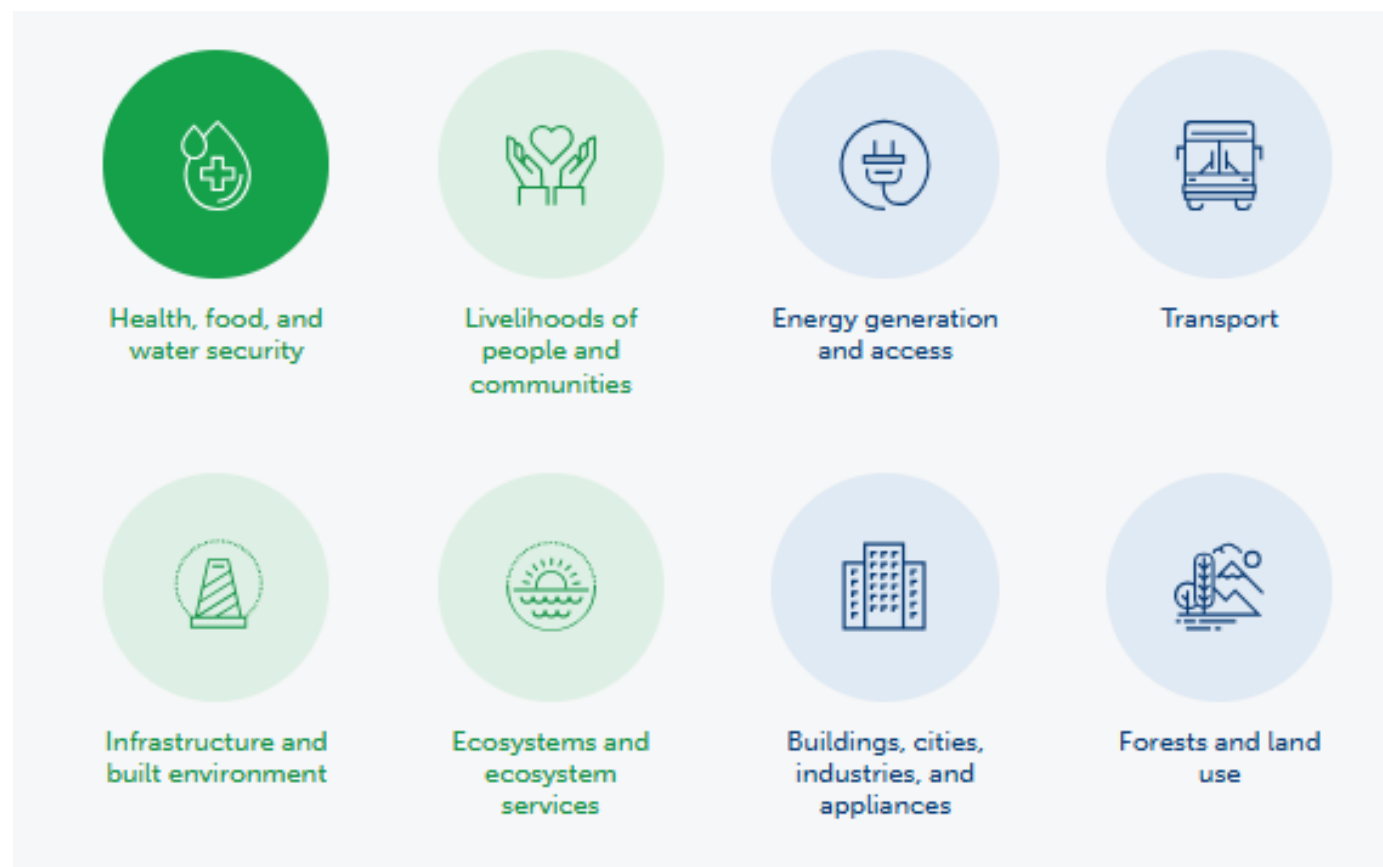 Health, food, and
water security
Livelihoods of
people and
communities
Energy generation
and access
Transport
Infrastructure and
built environment
Ecosystems and
ecosystem
services
Buildings, cities,
industries, and
appliances
Forests and land
use